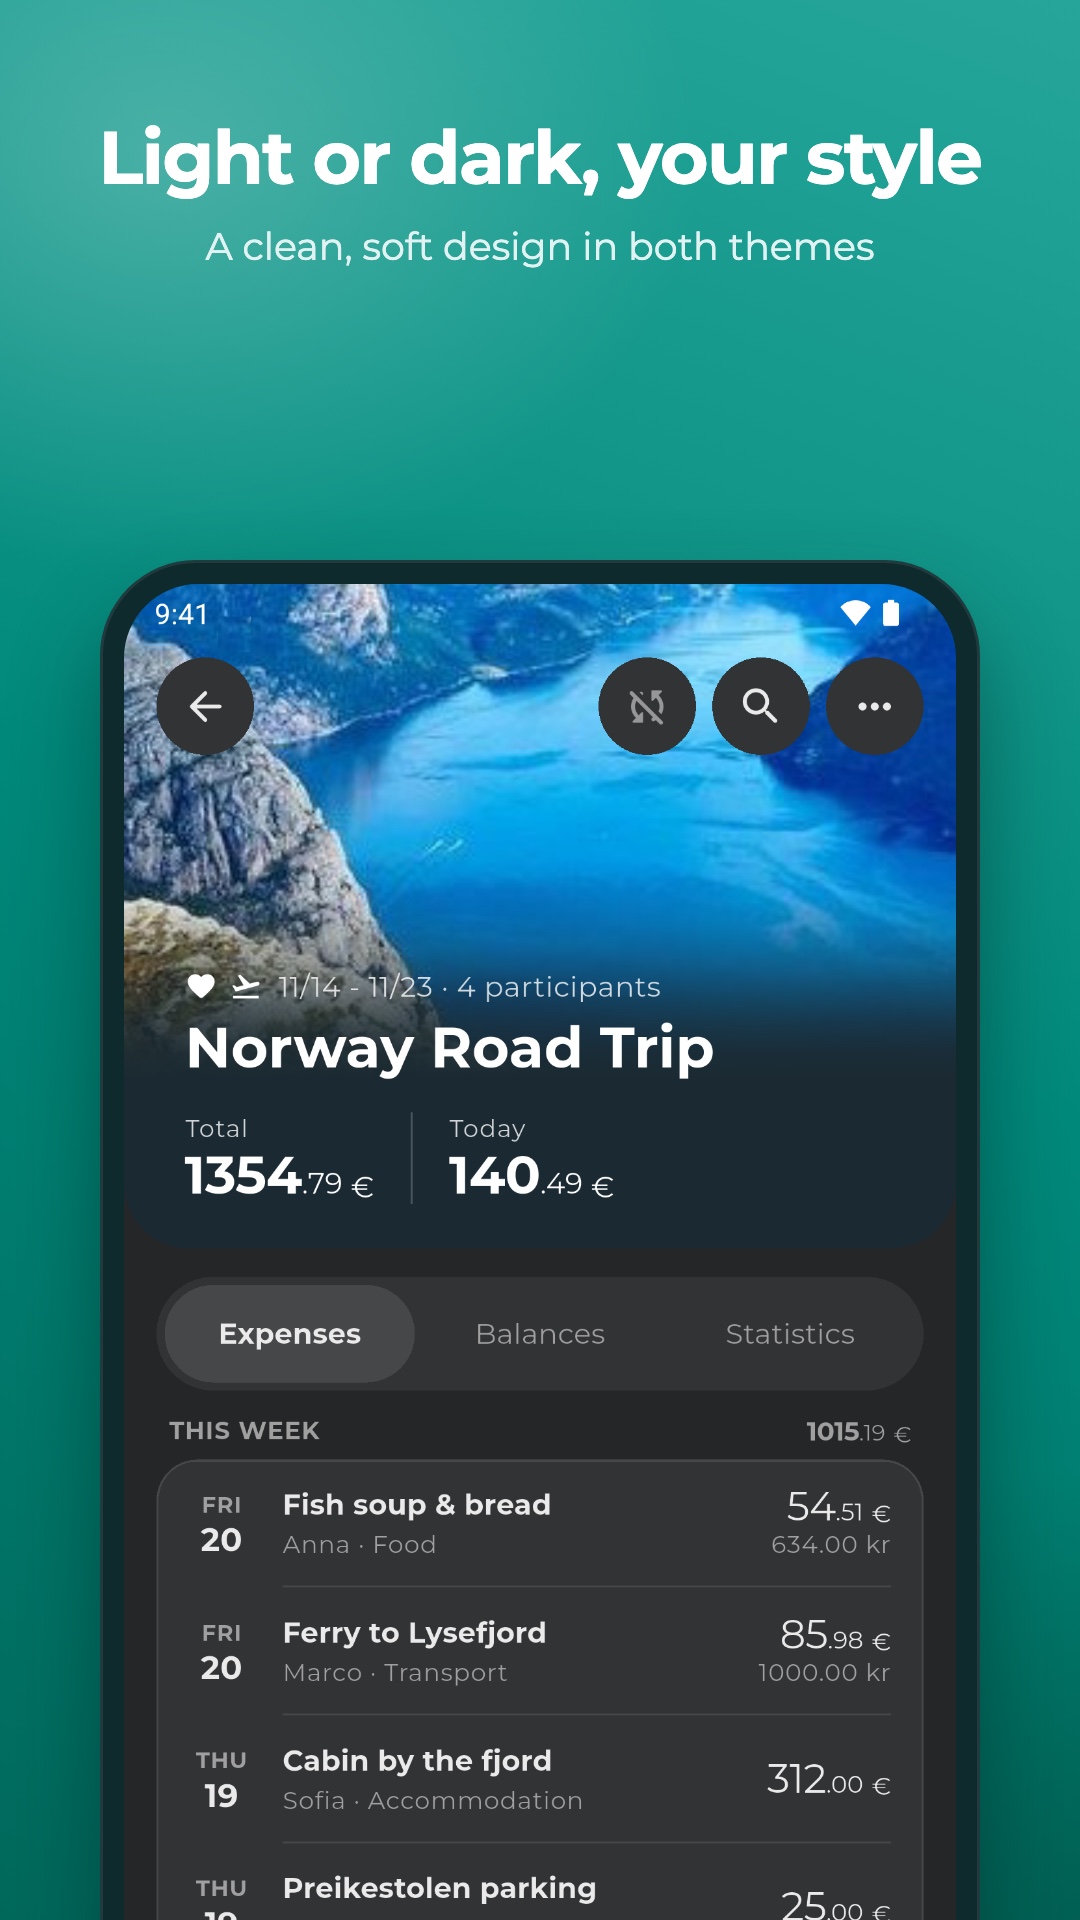 Light or dark, your style
A clean, soft design in both themes
9:41
11/14 - 11/23 · 4 participants
Norway Road Trip
Total
Today
1354.79 €
140.49 €
Expenses
Balances
Statistics
THIS WEEK
1015.19 €
FRI
20
Fish soup & bread
Anna · Food
54.51 €
634.00 kr
FRI
20
Ferry to Lysefjord
Marco · Transport
85.98 €
1000.00 kr
THU
19
Cabin by the fjord
Sofia · Accommodation
312.00 €
THU
19
Preikestolen parking
25.00 €